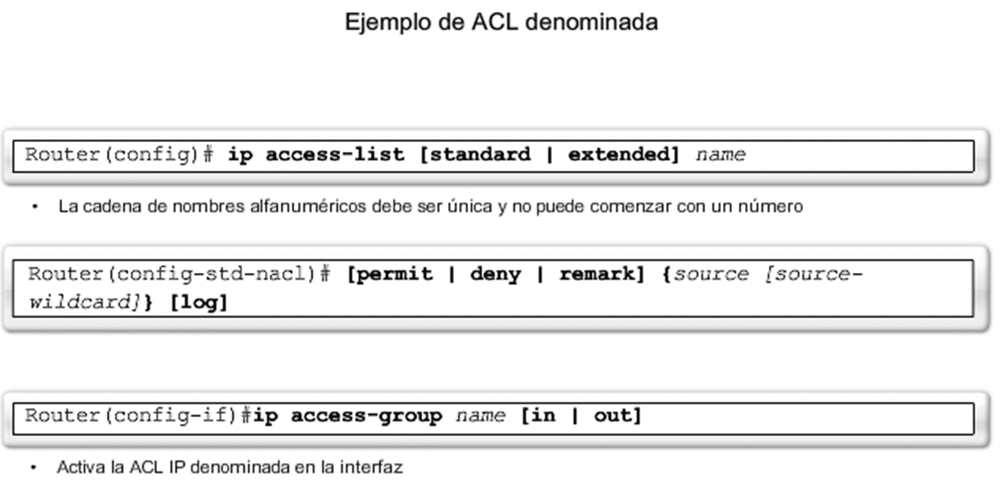 Ejemplo de ACL denominada
Router(config)# ip access-list [standard | extended] name
• La cadena de nombres alfanuméricos debe ser única y no puede comenzar con un número
Router(config-std-nacl)# [permit | deny | remark] {source [source-
wildcard]} [log]
Router(config-if)#ip access-group name [in | out]
• Activa la ACL IP denominada en la interfaz